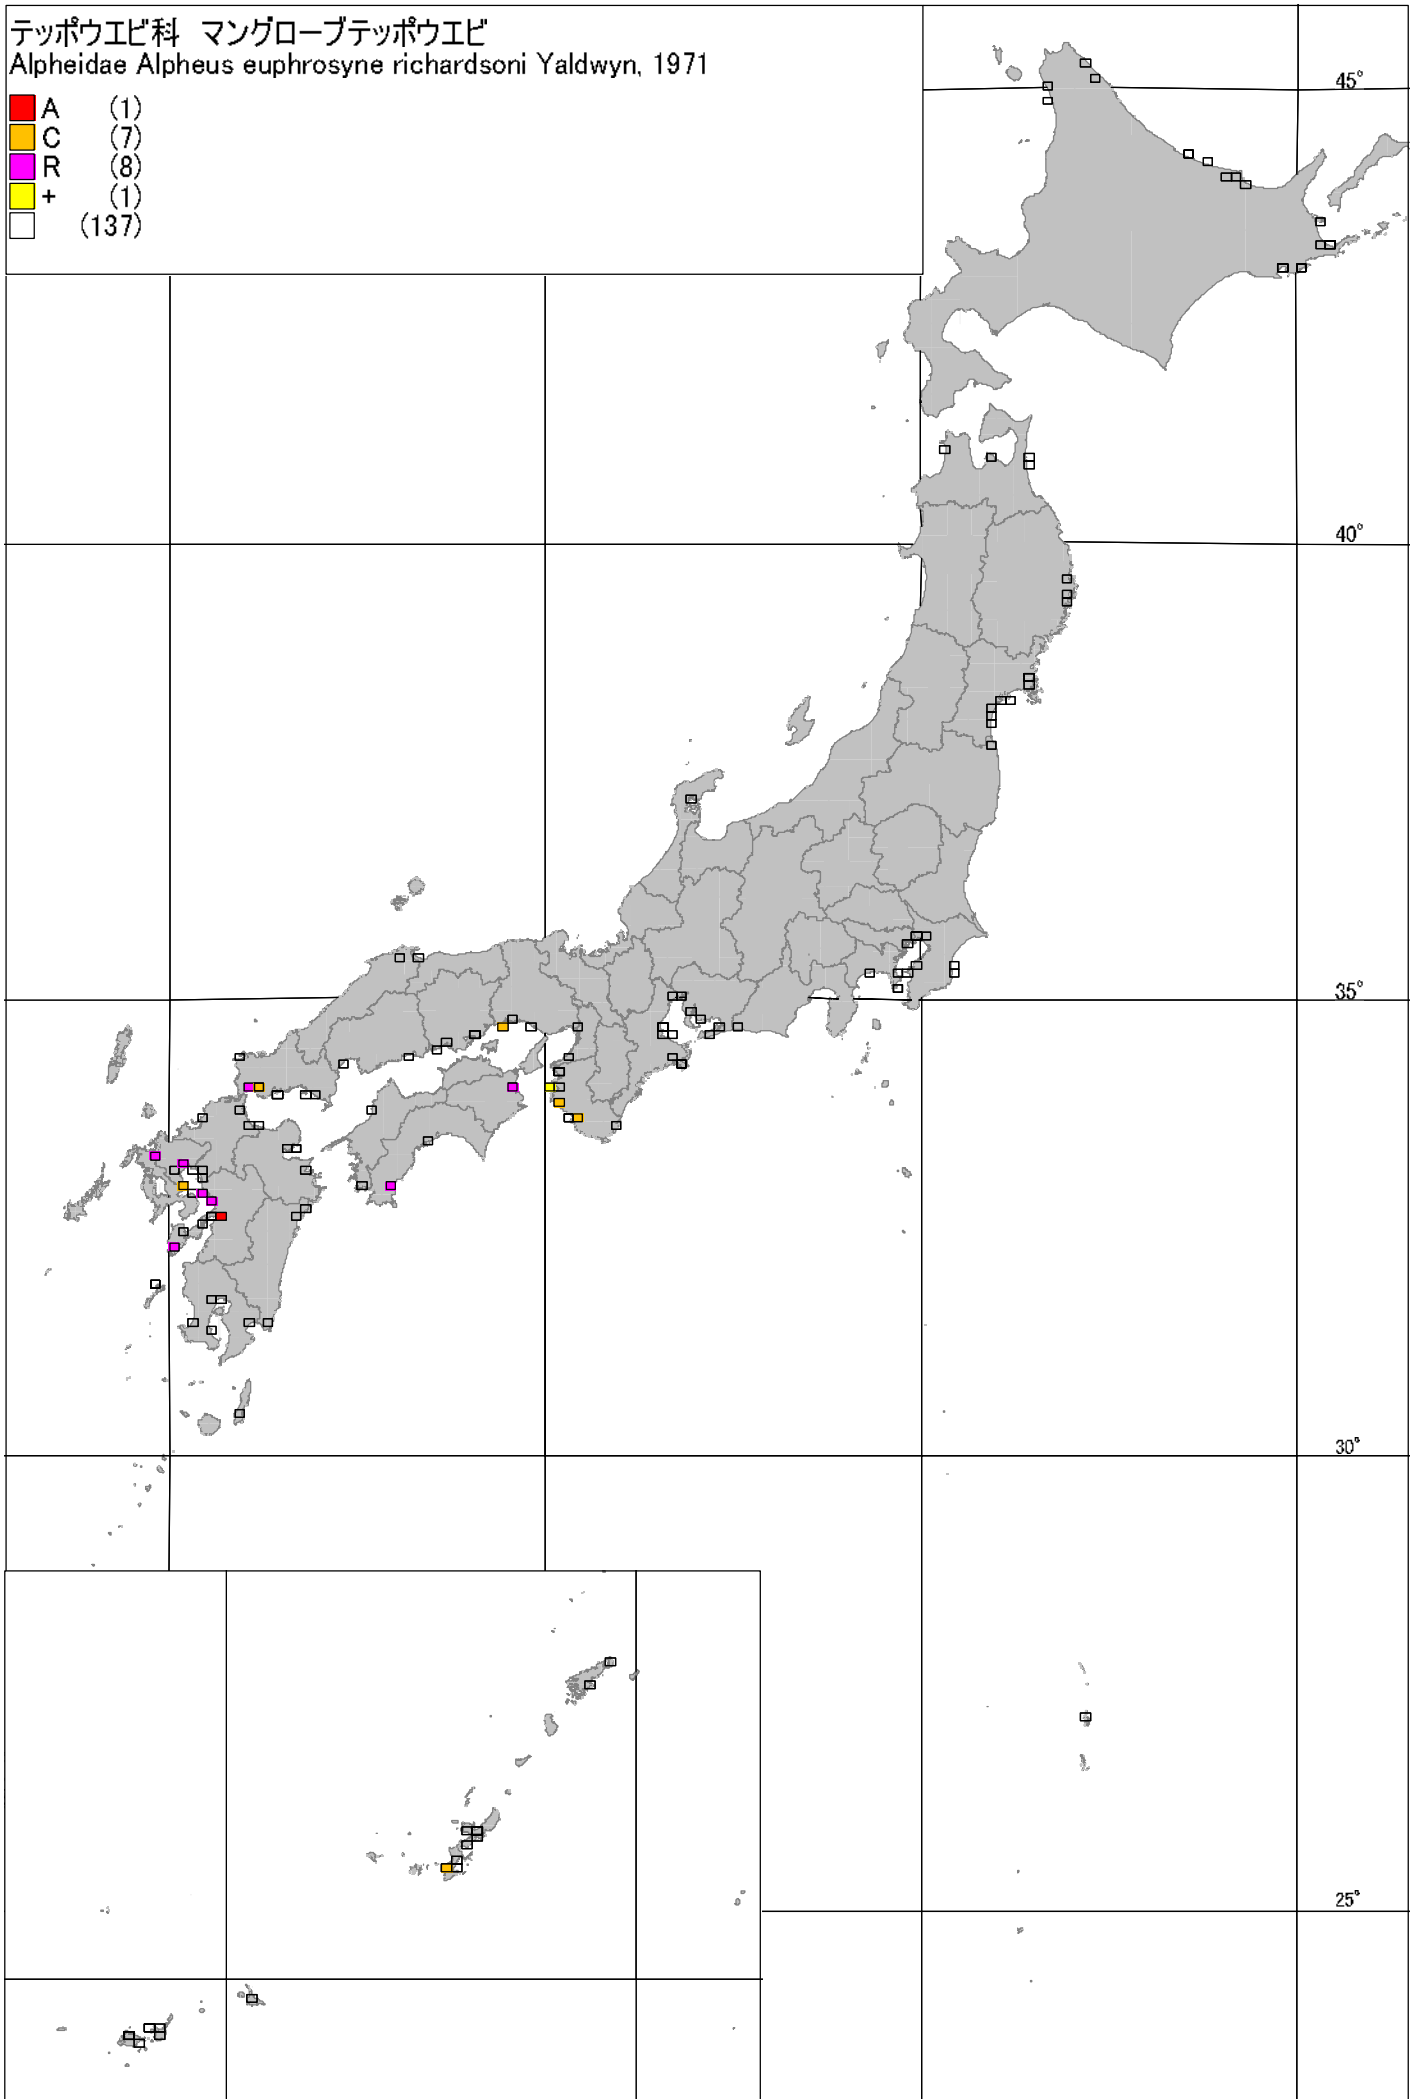 テッポウエビ科 マングローブテッポウエビ
Alpheidae Alpheus euphrosyne richardsoni Yaldwyn, 1971
A (1)
C (7)
R (8)
+ (1)
(137)
45°
40°
35°
30°
25°